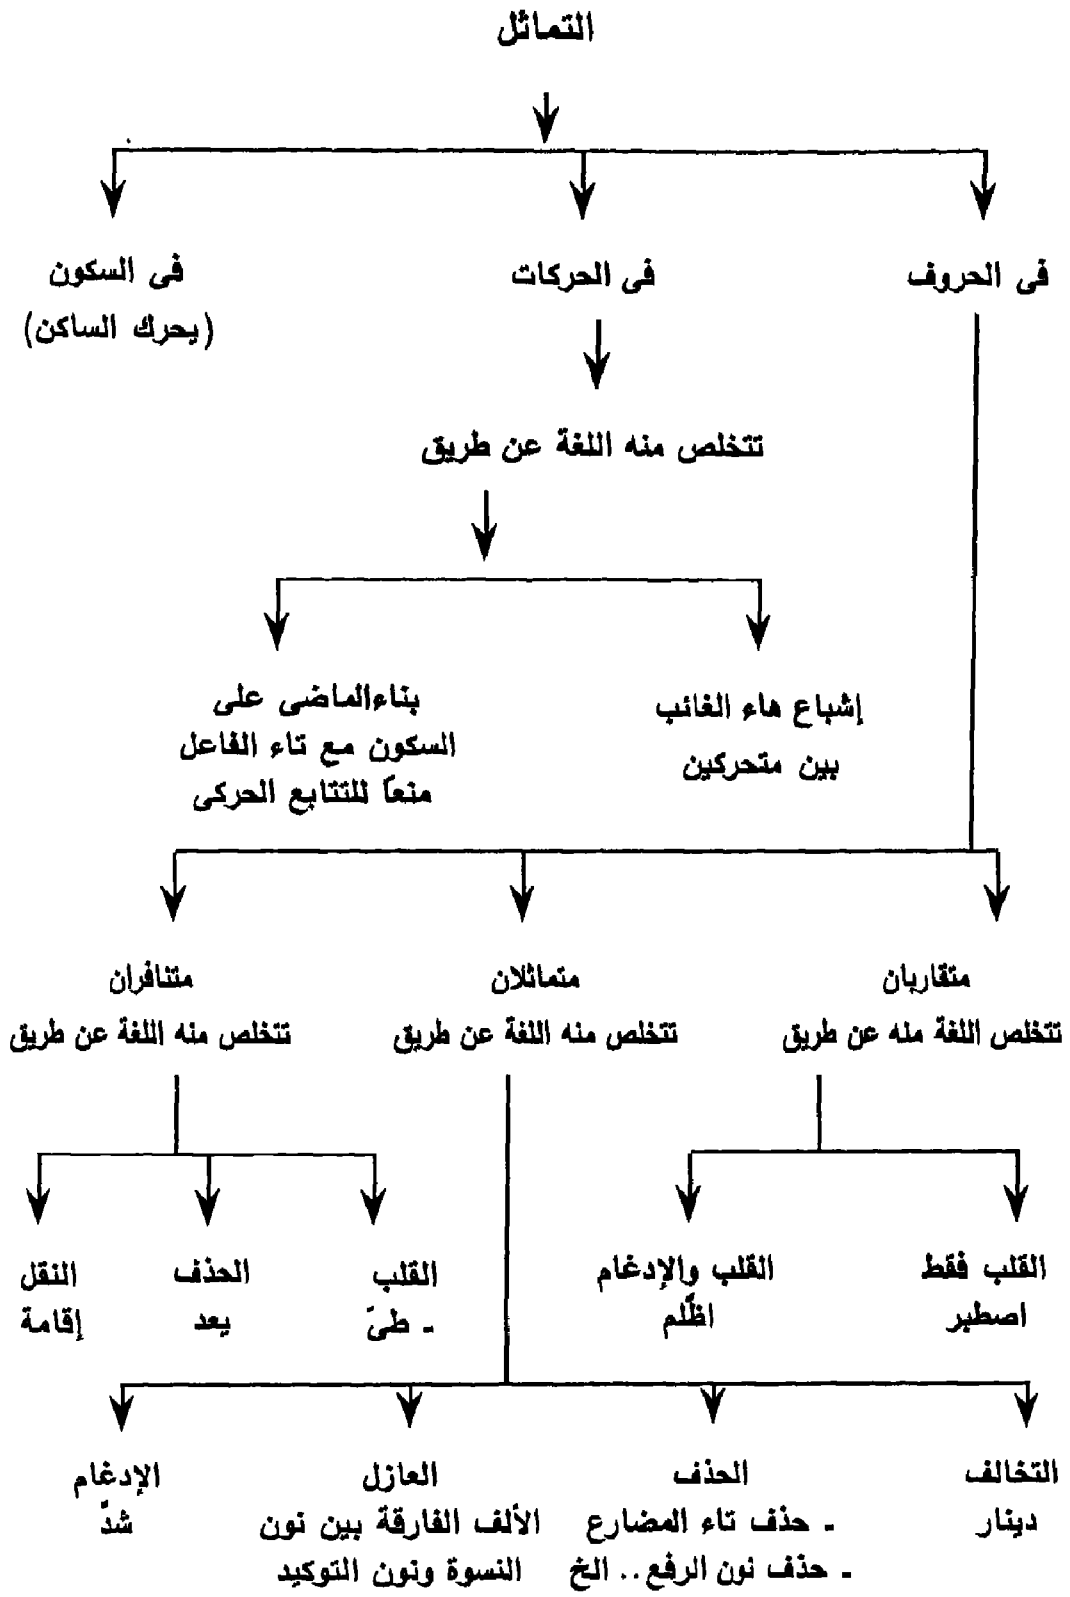 التماثل
فى الحروف
فى الحركات
فى السكون
(يحرك الساكن)
تتخلص منه اللغة عن طريق
إشباع هاء الغائب
بين متحركين
بناءالماضى على
السكون مع تاء الفاعل
منعًا للتتابع الحركى
متقاربان
تتخلص اللغة منه عن طريق
متماثلان
تتخلص منه اللغة عن طريق
متنافران
تتخلص منه اللغة عن طريق
القلب فقط
اصطبر
القلب والإدغام
اظَّلم
القلب
- طىّ
الحذف
يعد
النقل
إقامة
التخالف
دينار
الحذف
- حذف تاء المضارع
- حذف نون الرفع.. الخ
العازل
الألف الفارقة بين نون
النسوة ونون التوكيد
الإدغام
شدَّ